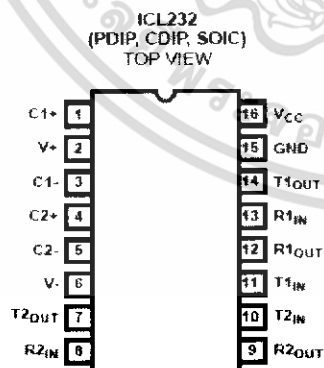 ICL232
(PDIP, CDIP, SOIC)
TOP VIEW
C1+ 1 16 VCC
V+ 2 15 GND
C1- 3 14 T1OUT
C2+ 4 13 R1IN
C2- 5 12 R1OUT
V- 6 11 T1IN
T2OUT 7 10 T2IN
R2IN 8 9 R2OUT